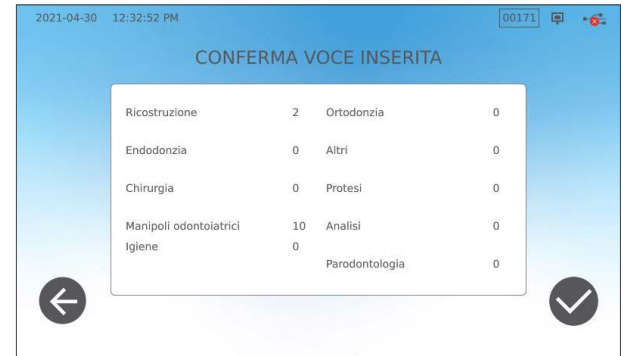 2021-04-30 12:32:52 PM 00171
CONFERMA VOCE INSERITA
Ricostruzione 2 Ortodonzia 0
Endodonzia 0 Altri 0
Chirurgia 0 Protesi 0
Manipoli odontoiatrici 10 Analisi 0
Igiene 0
Parodontologia 0